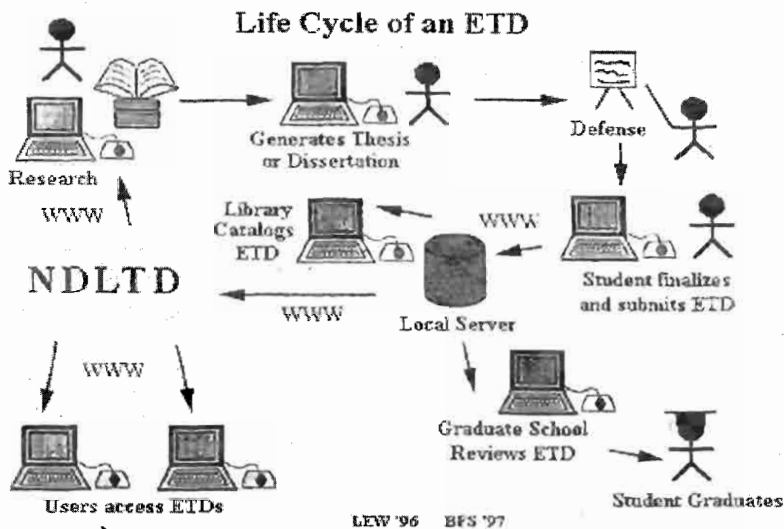 Life Cycle of an ETD
Research
Generates Thesis
or Dissertation
Defense
WWW
Library
Catalogs
ETD
WWW
Student finalizes
and submits ETD
NDLTD
WWW
Local Server
WWW
Graduate School
Reviews ETD
Users access ETDs
Student Graduates
LEW '96 BFS '97